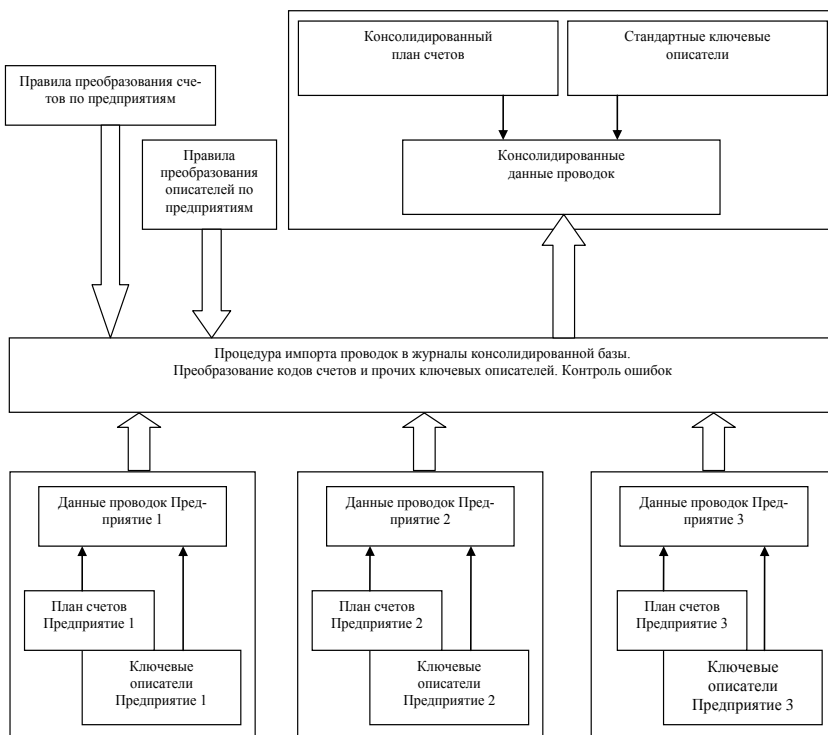 Консолидированный
план счетов
Стандартные ключевые
описатели
Правила преобразования сче-
тов по предприятиям
Правила
преобразования
описателей по
предприятиям
Консолидированные
данные проводок
Процедура импорта проводок в журналы консолидированной базы.
Преобразование кодов счетов и прочих ключевых описателей. Контроль ошибок
Данные проводок Пред-
приятие 1
План счетов
Предприятие 1
Ключевые
описатели
Предприятие 1
Данные проводок Пред-
приятие 2
План счетов
Предприятие 2
Ключевые
описатели
Предприятие 2
Данные проводок Пред-
приятие 3
План счетов
Предприятие 3
Ключевые
описатели
Предприятие 3